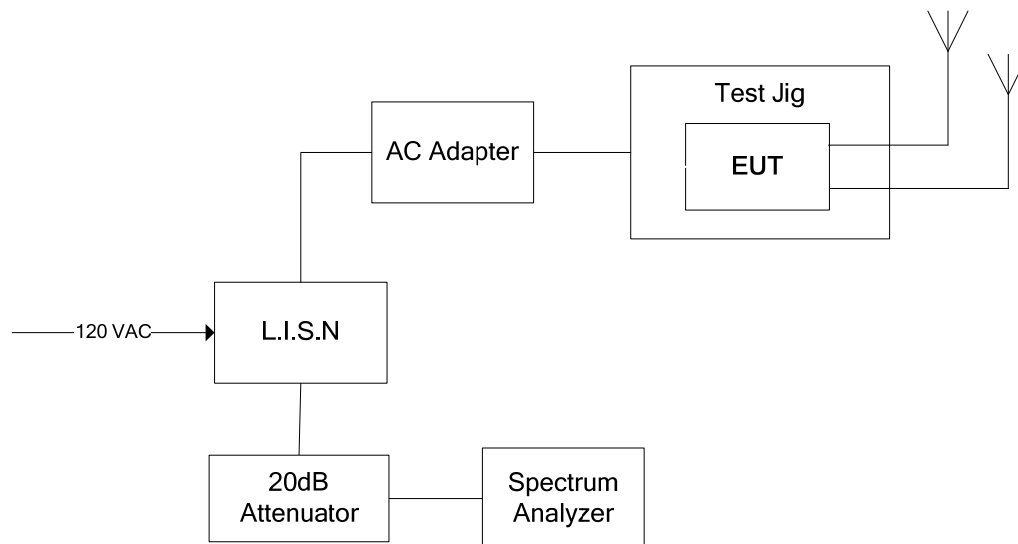 Test Jig
AC Adapter
EUT
120 VAC
L.I.S.N
20dB
Attenuator
Spectrum
Analyzer